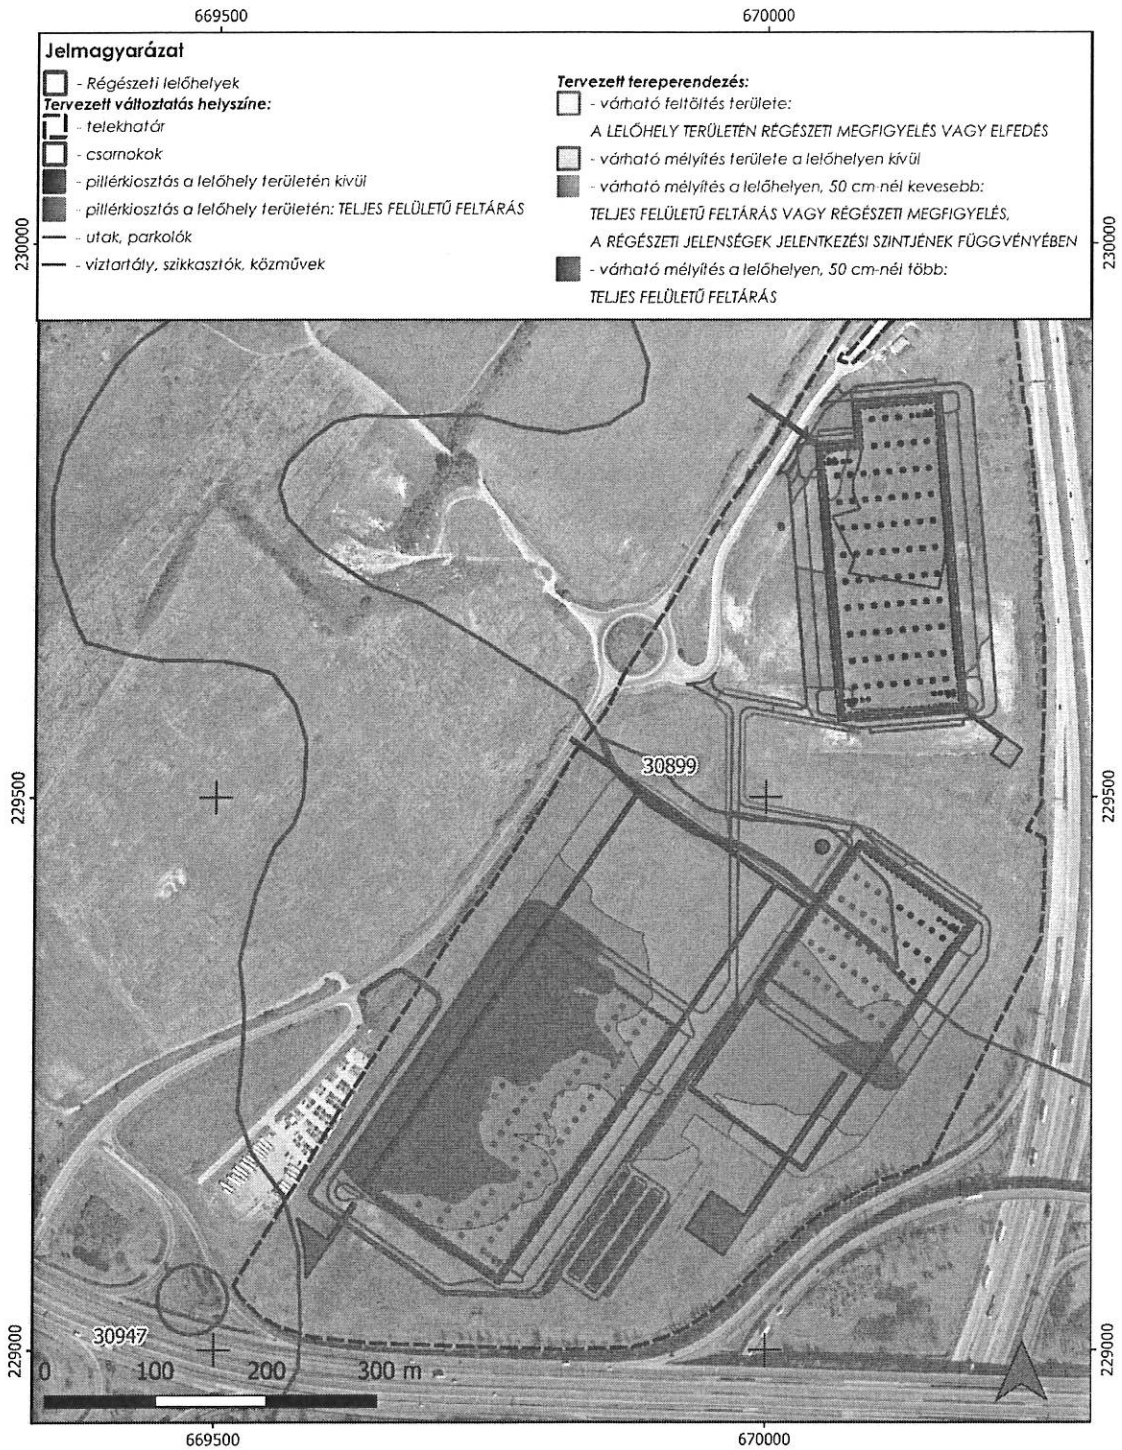 669500
670000
Jelmagyarázat
- Régészeti lelőhelyek
Tervezett változtatás helyszíne:
- telekhatár
- csarnokok
- pillérkiosztás a lelőhely területén kívül
- pillérkiosztás a lelőhely területén: TELJES FELÜLETŰ FELTÁRÁS
- utak, parkolók
- víztartály, szikkasztók, közművek
Tervezett tereperendezés:
- várható feltöltés területe:
A LELŐHELY TERÜLETÉN RÉGÉSZETI MEGFIGYELÉS VAGY ELFEDÉS
- várható mélyítés területe a lelőhelyen kívül
- várható mélyítés a lelőhelyen, 50 cm-nél kevesebb:
TELJES FELÜLETŰ FELTÁRÁS VAGY RÉGÉSZETI MEGFIGYELÉS,
A RÉGÉSZETI JELENSÉGEK JELENTKEZÉSI SZINTJÉNEK FÜGGVÉNYÉBEN
- várható mélyítés a lelőhelyen, 50 cm-nél több:
TELJES FELÜLETŰ FELTÁRÁS
230000
230000
30899
229500
229500
30947
229000
229000
0 100 200 300 m
669500
670000